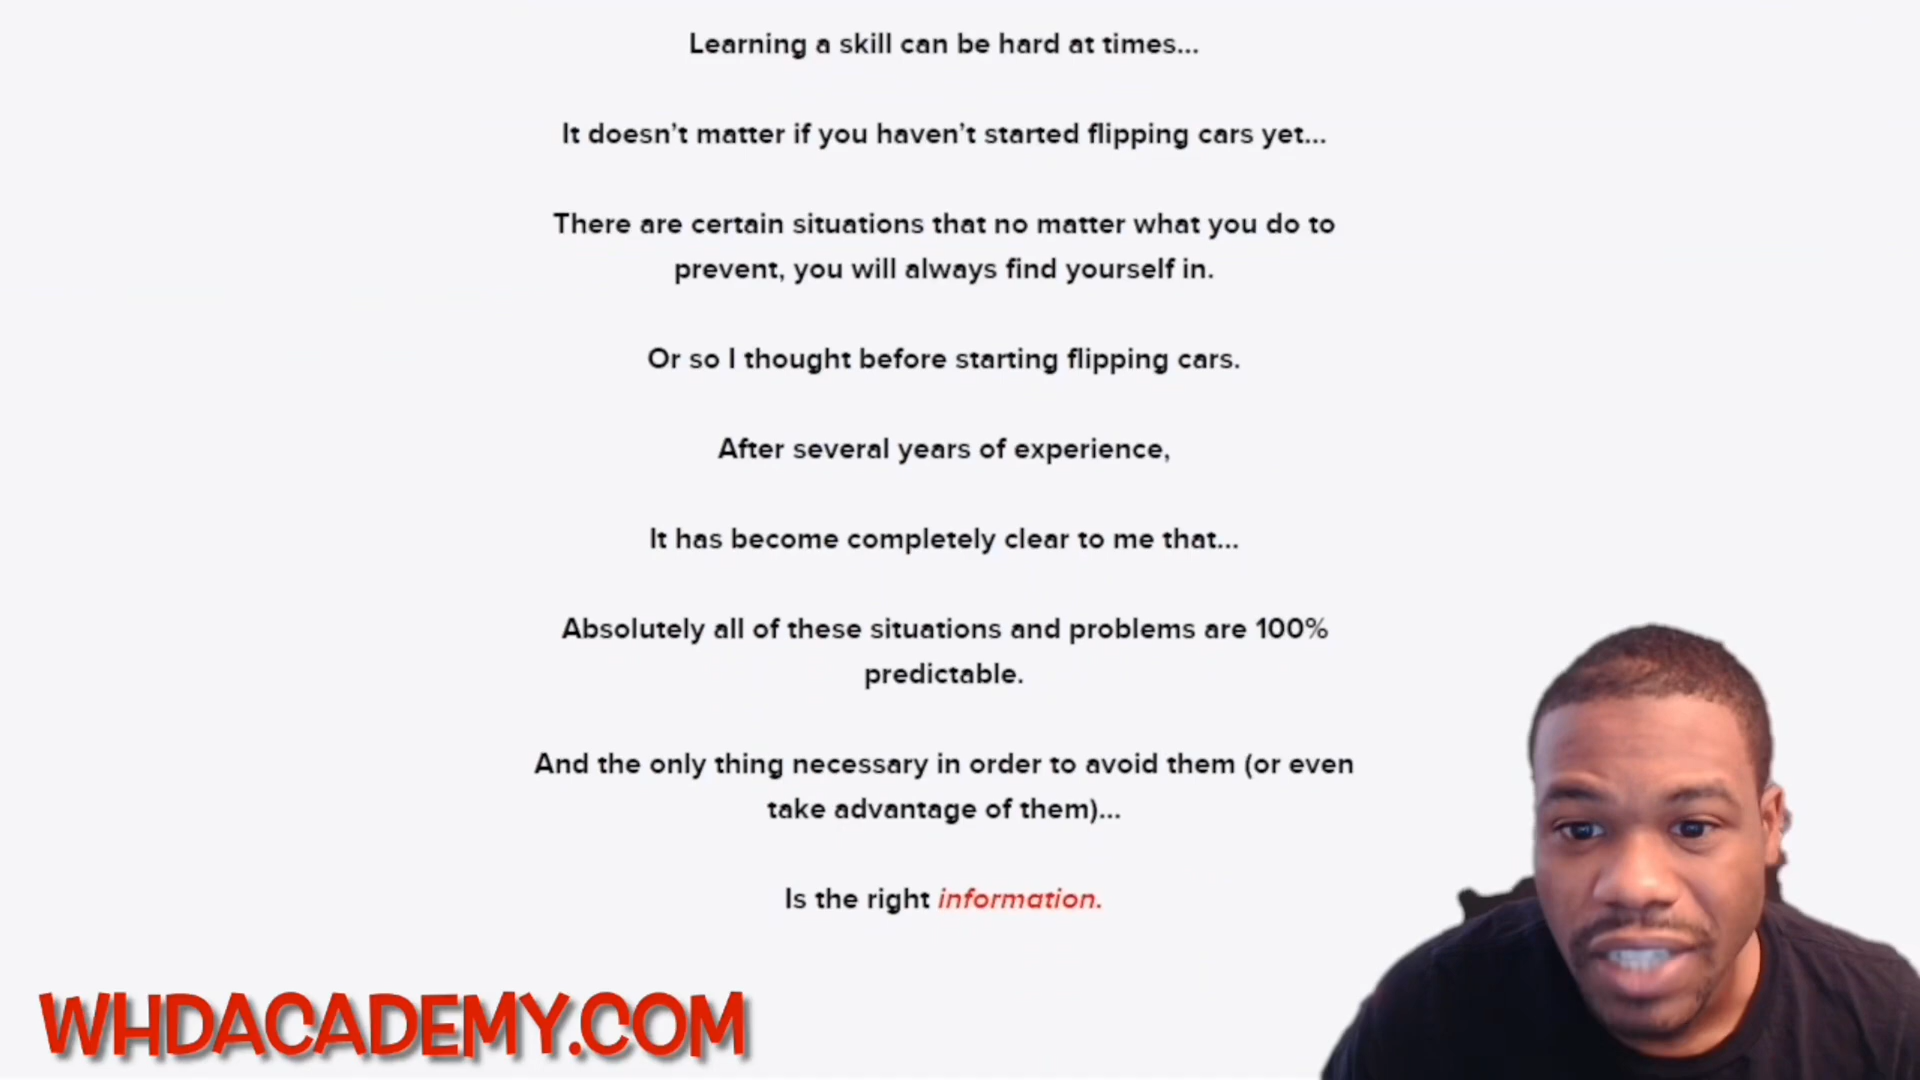 Learning a skill can be hard at times...
It doesn’t matter if you haven’t started flipping cars yet...
There are certain situations that no matter what you do to
prevent, you will always find yourself in.
Or so I thought before starting flipping cars.
After several years of experience,
It has become completely clear to me that...
Absolutely all of these situations and problems are 100%
predictable.
And the only thing necessary in order to avoid them (or even
take advantage of them)...
Is the right information.
WHDACADEMY.COM